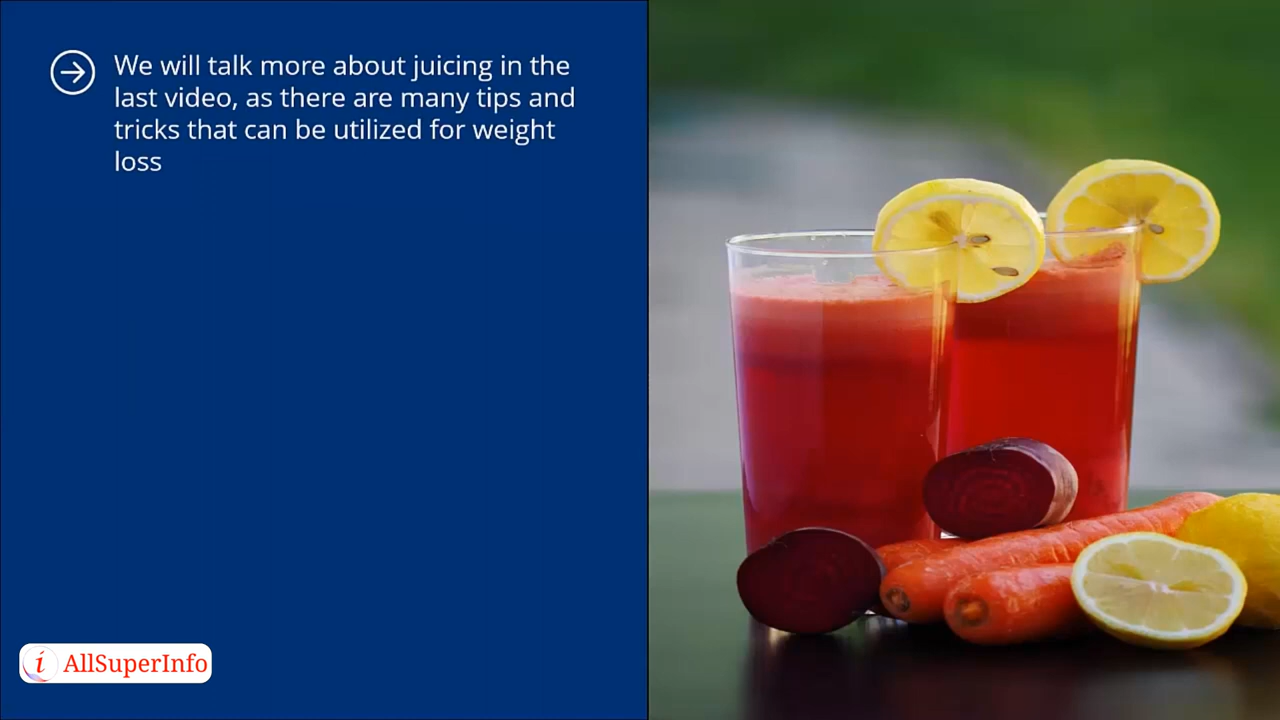 We will talk more about juicing in the
last video, as there are many tips and
tricks that can be utilized for weight
loss
i AllSuperInfo